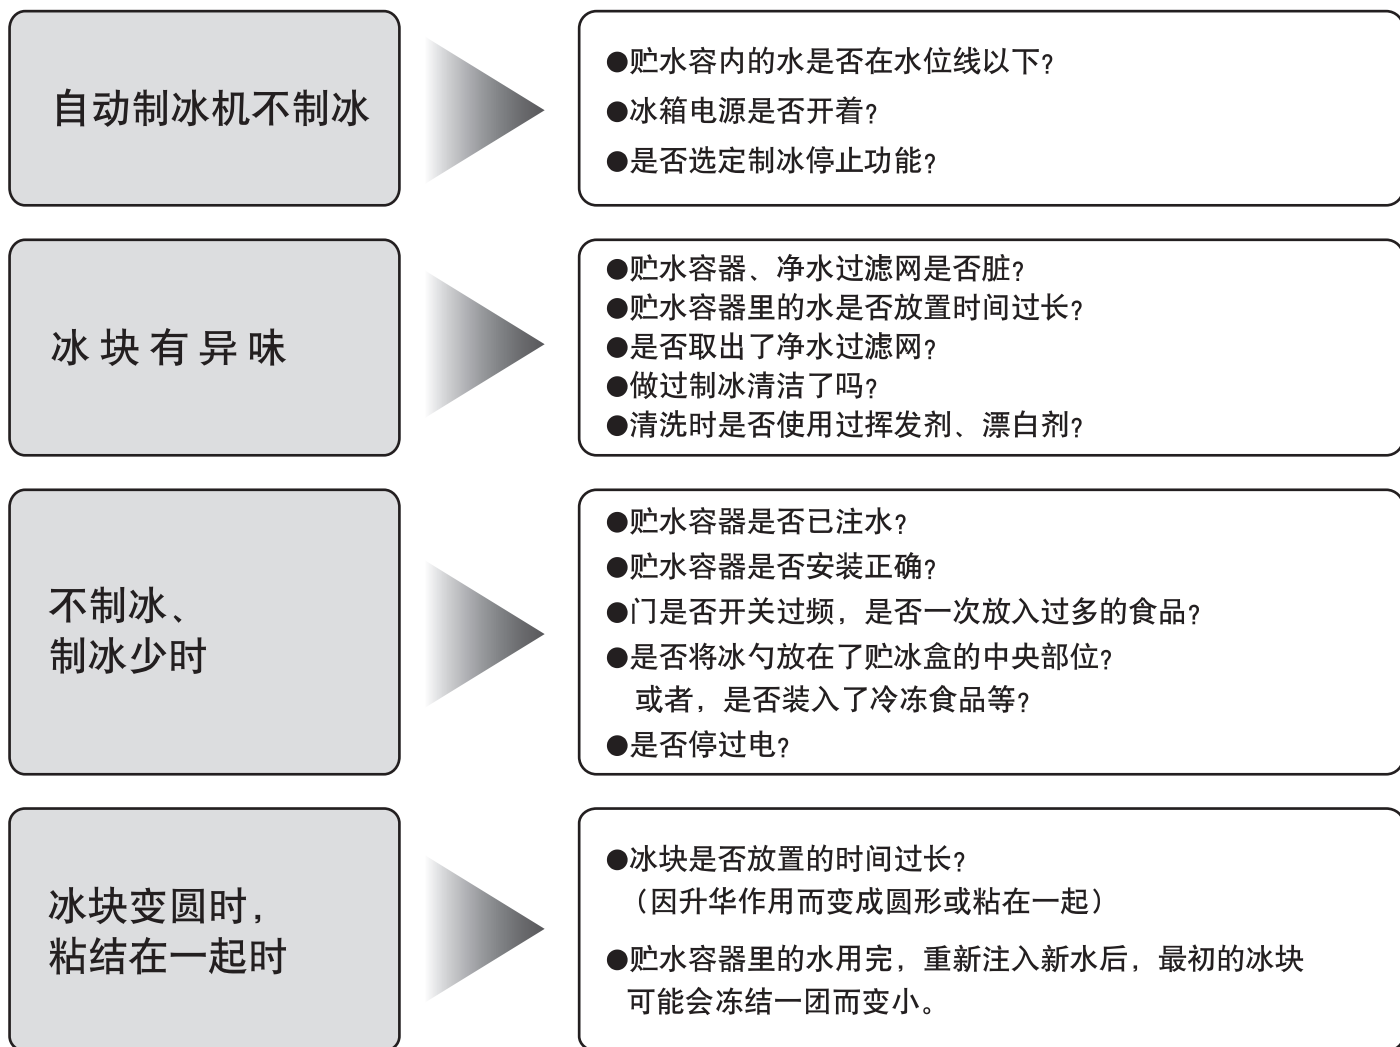 自动制冰机不制冰
●贮水容内的水是否在水位线以下?
●冰箱电源是否开着?
●是否选定制冰停止功能?
冰块有异味
●贮水容器、净水过滤网是否脏?
●贮水容器里的水是否放置时间过长?
●是否取出了净水过滤网?
●做过制冰清洁了吗?
●清洗时是否使用过挥发剂、漂白剂?
不制冰、
制冰少时
●贮水容器是否已注水?
●贮水容器是否安装正确?
●门是否开关过频，是否一次放入过多的食品?
●是否将冰勺放在了贮冰盒的中央部位?
或者，是否装入了冷冻食品等?
●是否停过电?
冰块变圆时，
粘结在一起时
●冰块是否放置的时间过长?
（因升华作用而变成圆形或粘在一起）
●贮水容器里的水用完，重新注入新水后，最初的冰块
可能会冻结一团而变小。